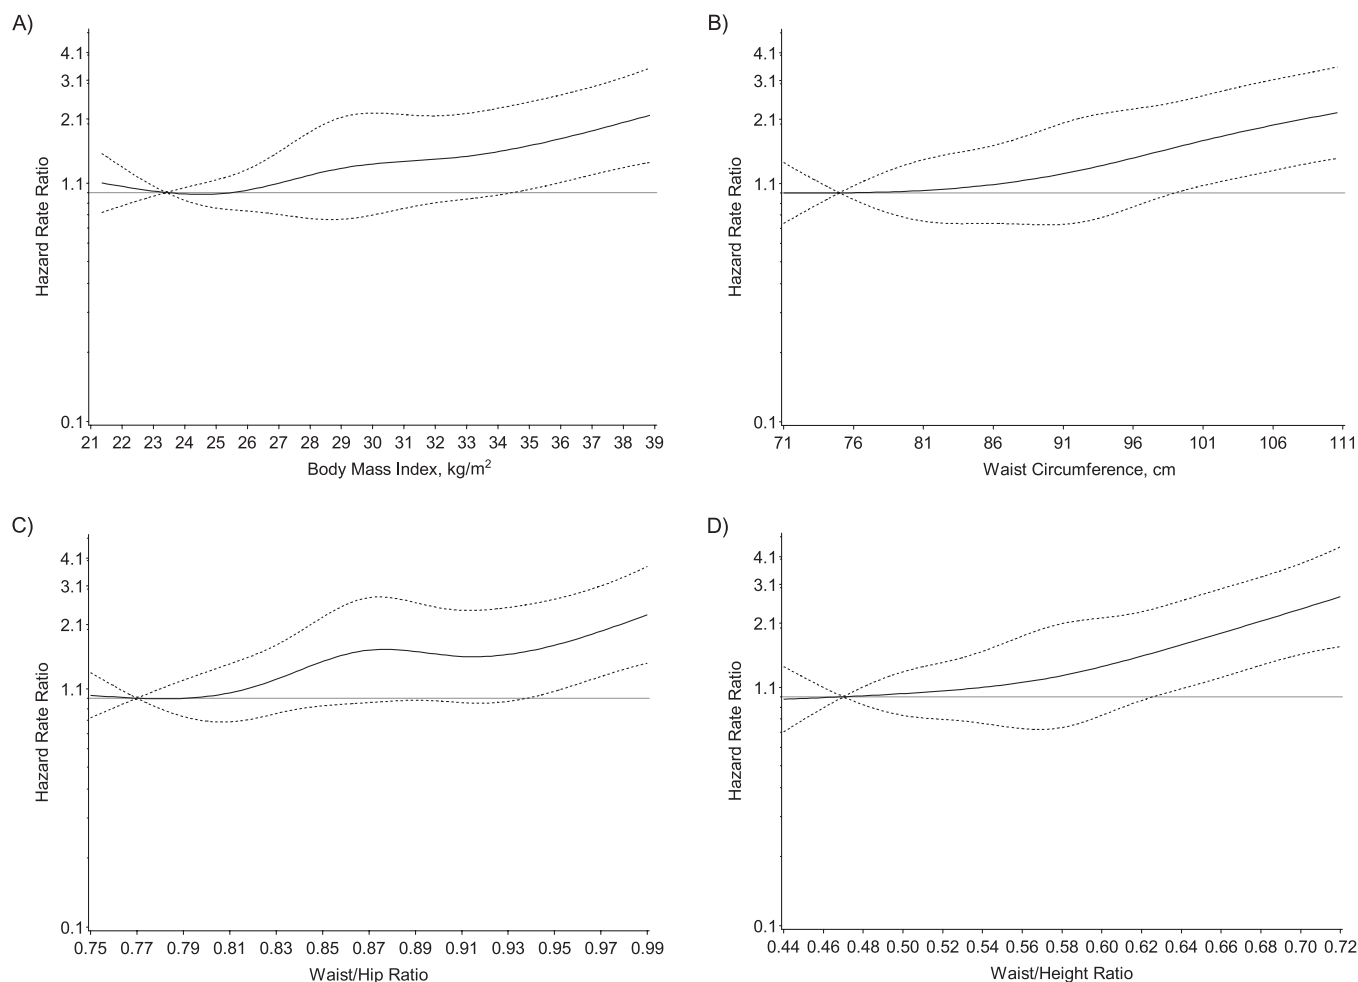 A)
4.1
3.1
2.1
1.1
0.1
Hazard Rate Ratio
21 22 23 24 25 26 27 28 29 30 31 32 33 34 35 36 37 38 39
Body Mass Index, kg/m²
B)
4.1
3.1
2.1
1.1
0.1
Hazard Rate Ratio
71 76 81 86 91 96 101 106 111
Waist Circumference, cm
C)
4.1
3.1
2.1
1.1
0.1
Hazard Rate Ratio
0.75 0.77 0.79 0.81 0.83 0.85 0.87 0.89 0.91 0.93 0.95 0.97 0.99
Waist/Hip Ratio
D)
4.1
3.1
2.1
1.1
0.1
Hazard Rate Ratio
0.44 0.46 0.48 0.50 0.52 0.54 0.56 0.58 0.60 0.62 0.64 0.66 0.68 0.70 0.72
Waist/Height Ratio